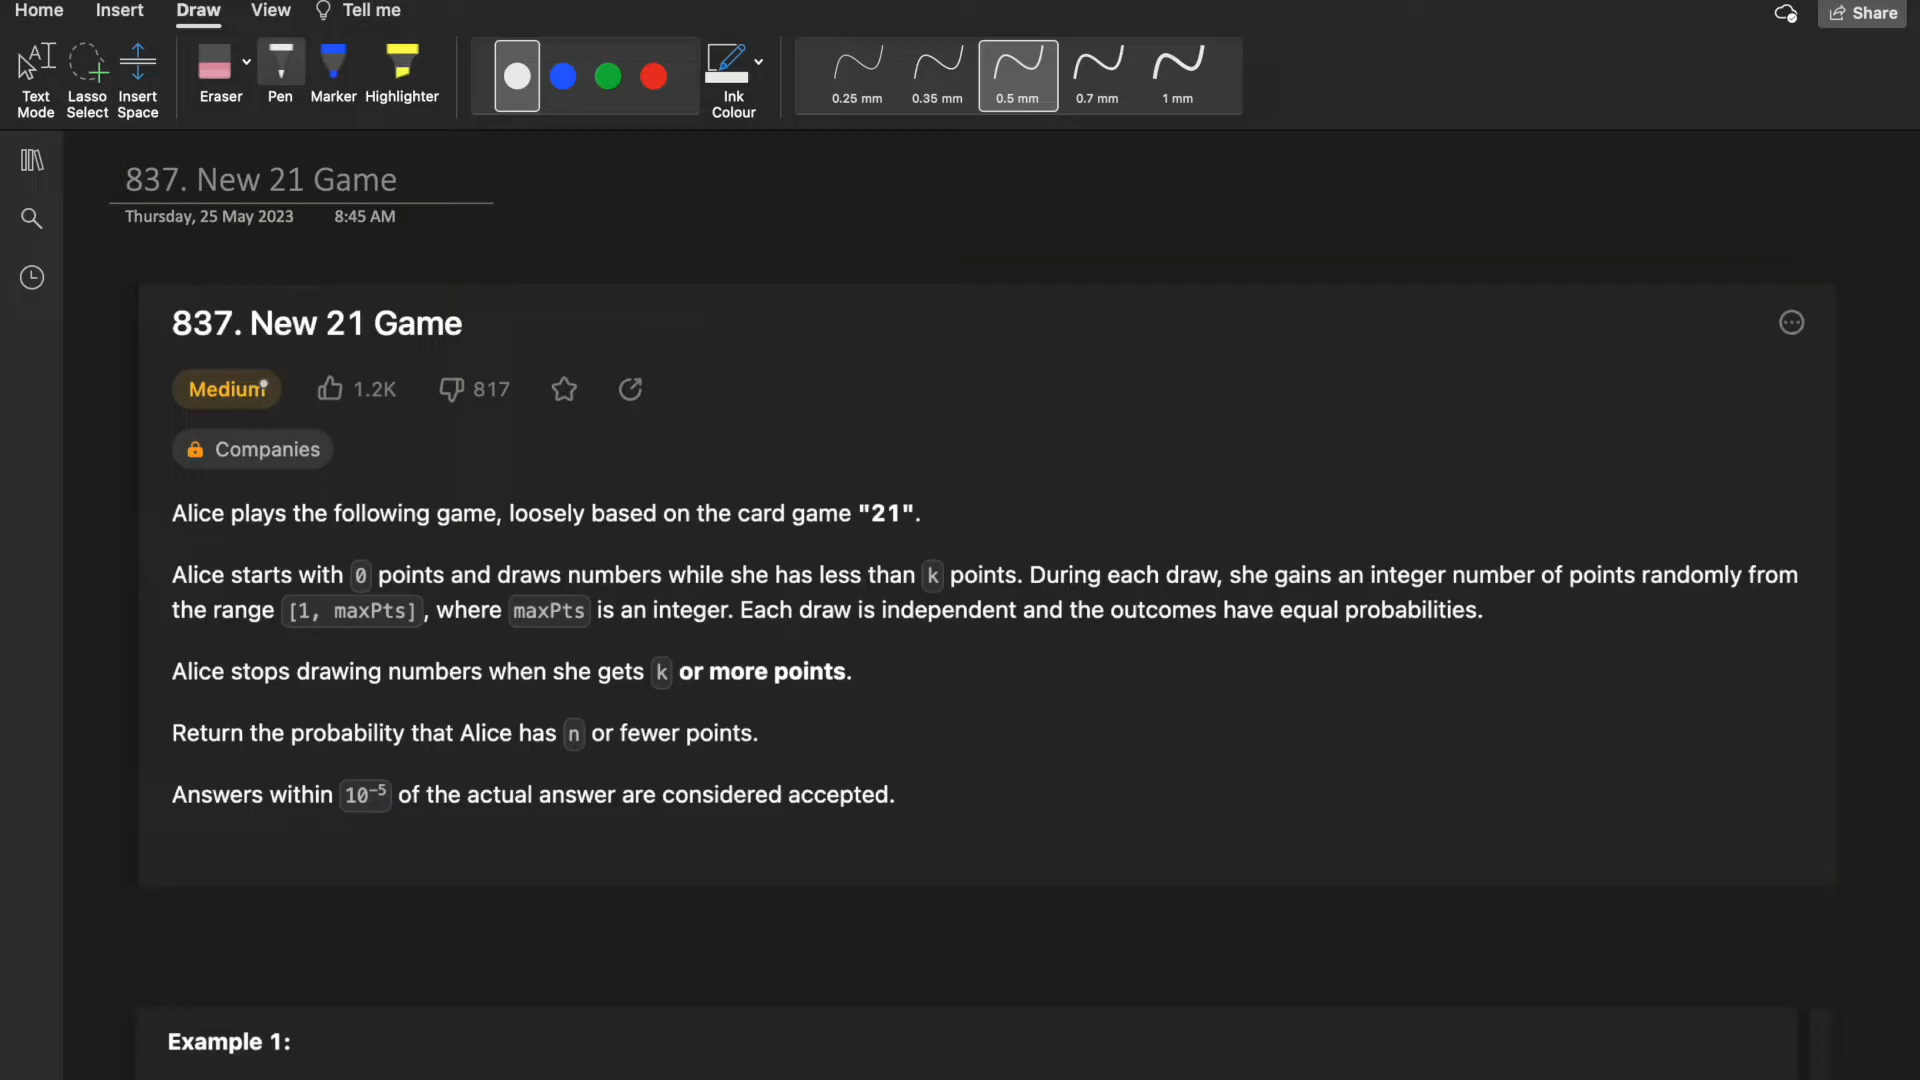 Home Insert Draw View Tell me Share
Text Mode Lasso Select Insert Space Eraser Pen Marker Highlighter Ink Colour 0.25 mm 0.35 mm 0.5 mm 0.7 mm 1 mm
837. New 21 Game
Thursday, 25 May 2023 8:45 AM
837. New 21 Game
Medium 1.2K 817
Companies
Alice plays the following game, loosely based on the card game "21".
Alice starts with 0 points and draws numbers while she has less than k points. During each draw, she gains an integer number of points randomly from
the range [1, maxPts], where maxPts is an integer. Each draw is independent and the outcomes have equal probabilities.
Alice stops drawing numbers when she gets k or more points.
Return the probability that Alice has n or fewer points.
Answers within 10⁻⁵ of the actual answer are considered accepted.
Example 1: